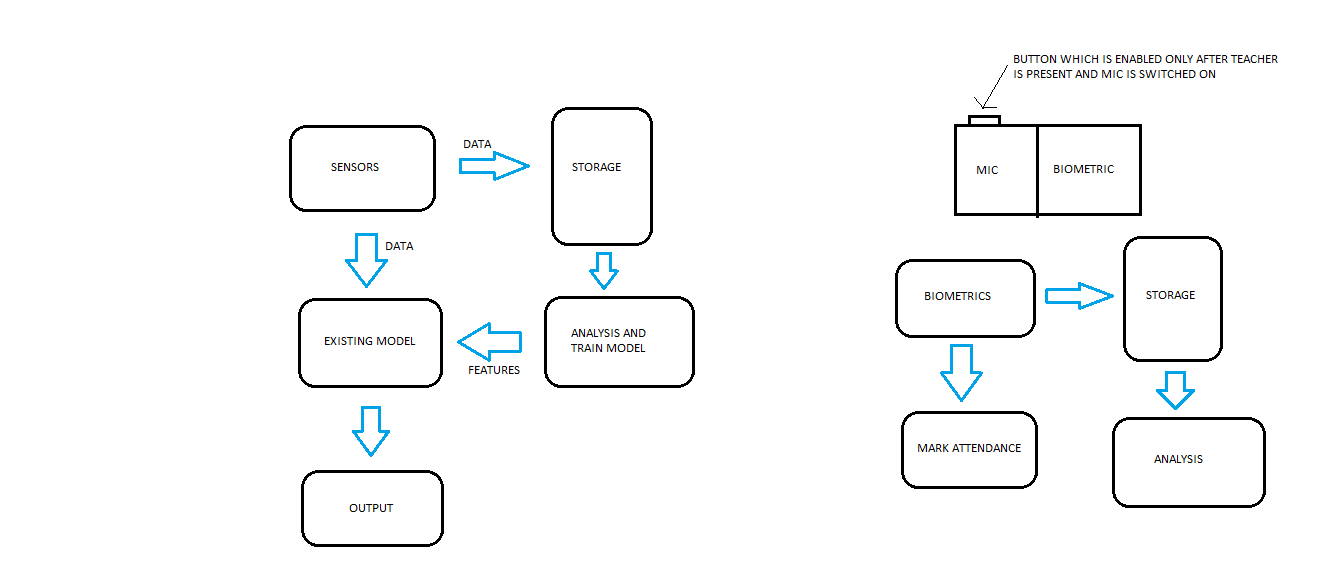 SENSORS
DATA
STORAGE
DATA
EXISTING MODEL
ANALYSIS AND
TRAIN MODEL
FEATURES
OUTPUT
BUTTON WHICH IS ENABLED ONLY AFTER TEACHER
IS PRESENT AND MIC IS SWITCHED ON
MIC
BIOMETRIC
BIOMETRICS
STORAGE
MARK ATTENDANCE
ANALYSIS